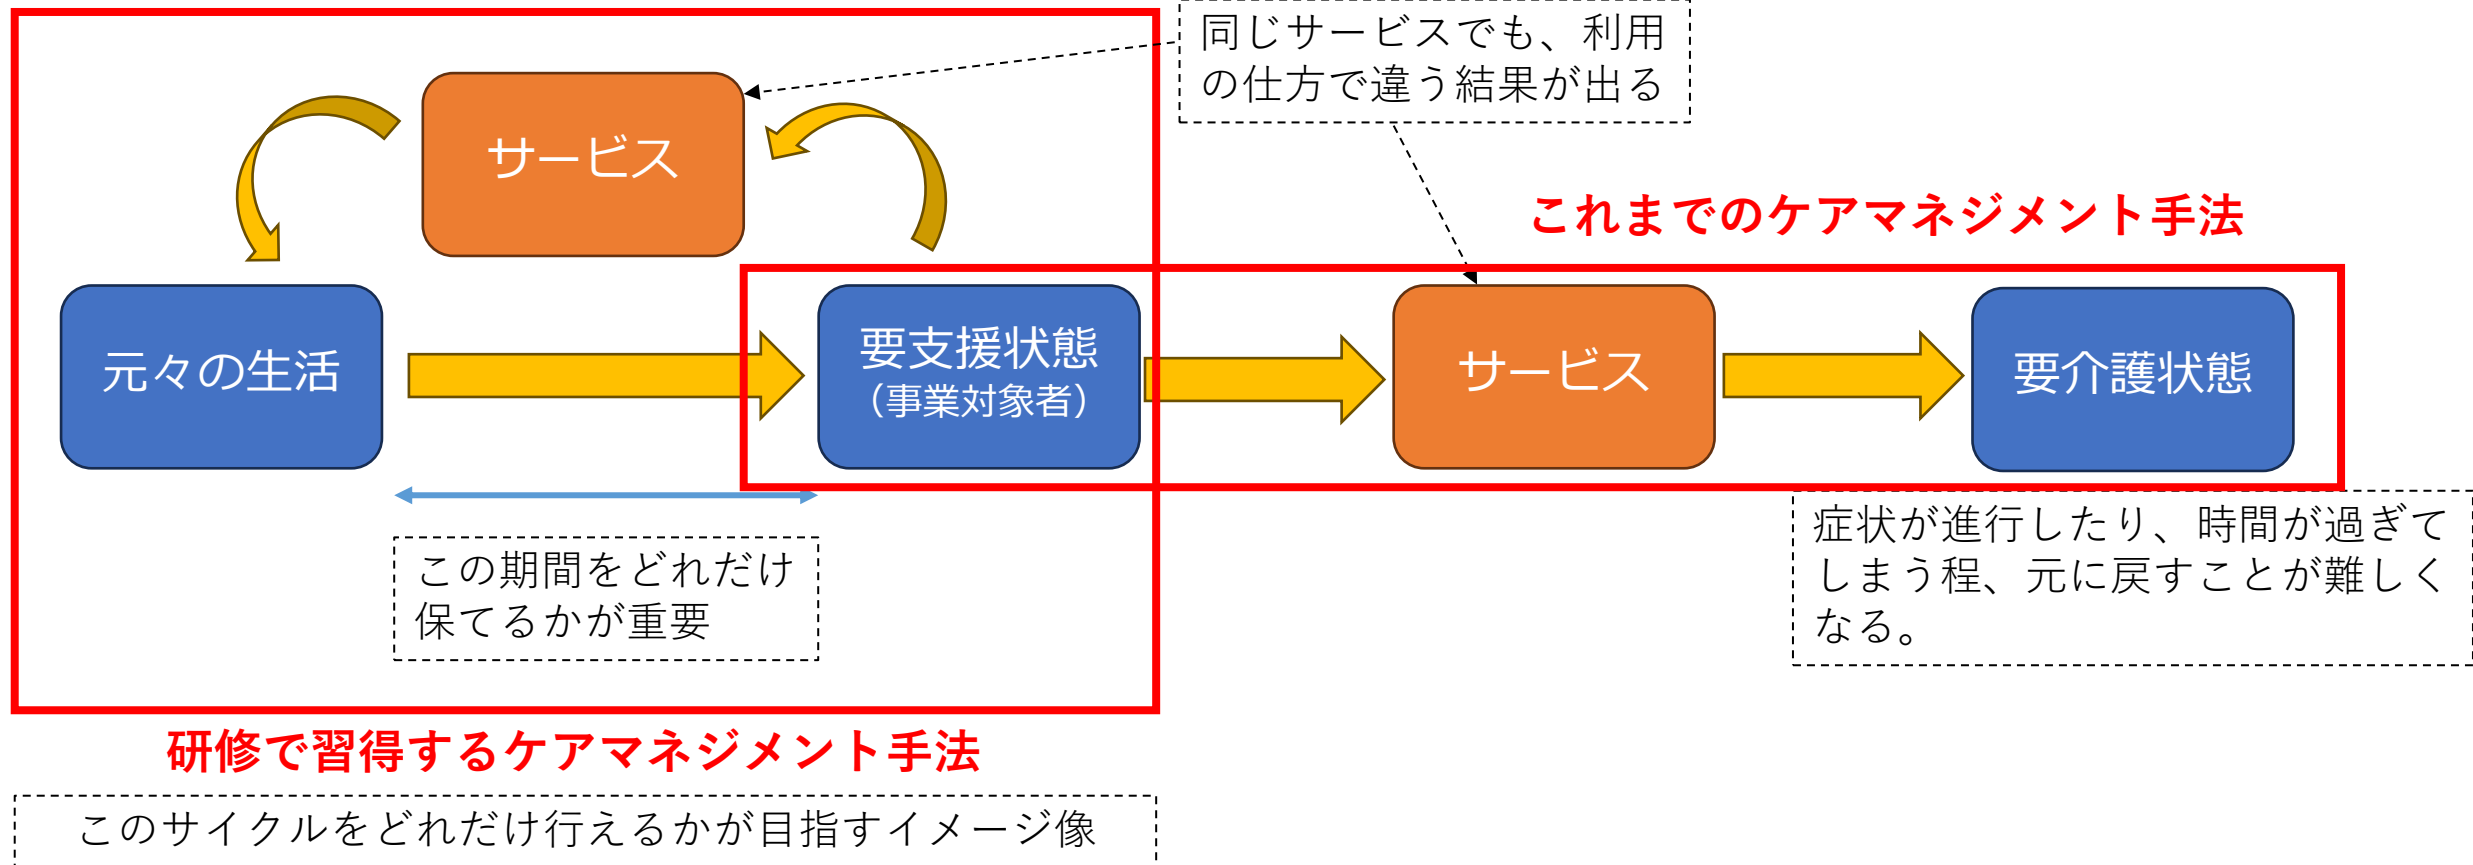 同じサービスでも、利用
の仕方で違う結果が出る
サービス
これまでのケアマネジメント手法
元々の生活
要支援状態
（事業対象者）
サービス
要介護状態
この期間をどれだけ
保てるかが重要
症状が進行したり、時間が過ぎて
しまう程、元に戻すことが難しく
なる。
研修で習得するケアマネジメント手法
このサイクルをどれだけ行えるかが目指すイメージ像